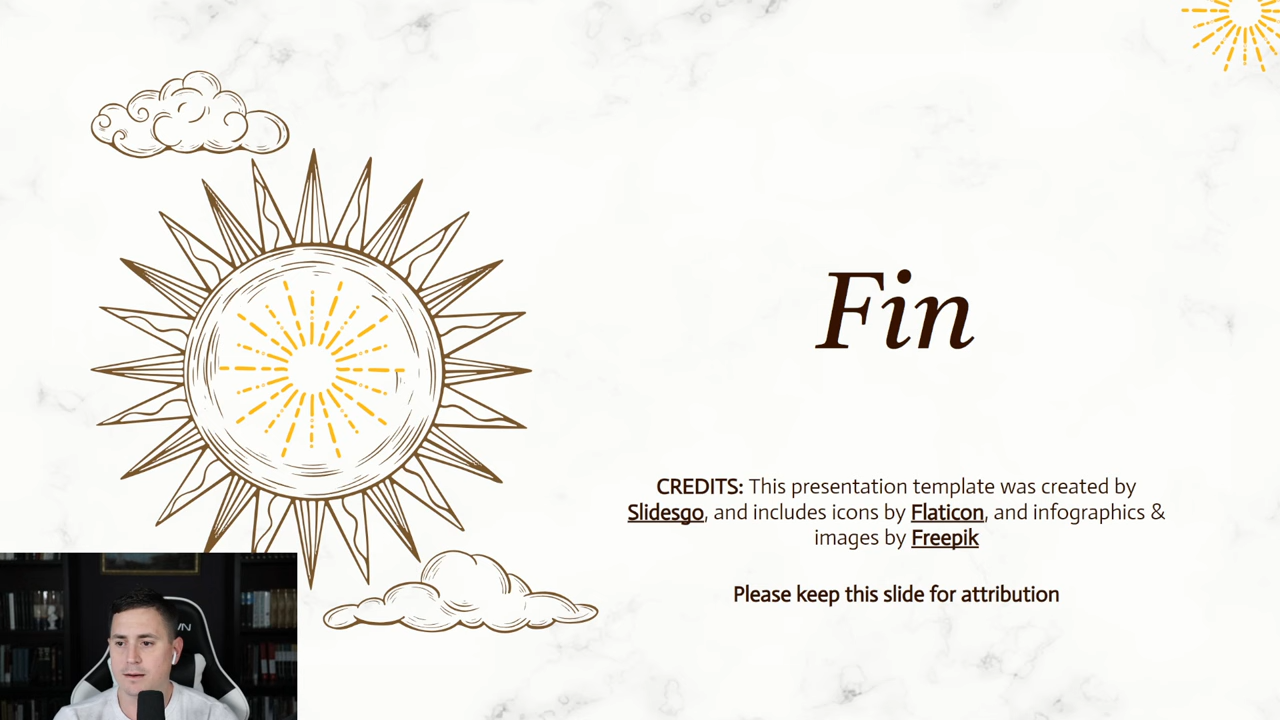 Fin
CREDITS: This presentation template was created by
Slidesgo, and includes icons by Flaticon, and infographics &
images by Freepik
Please keep this slide for attribution